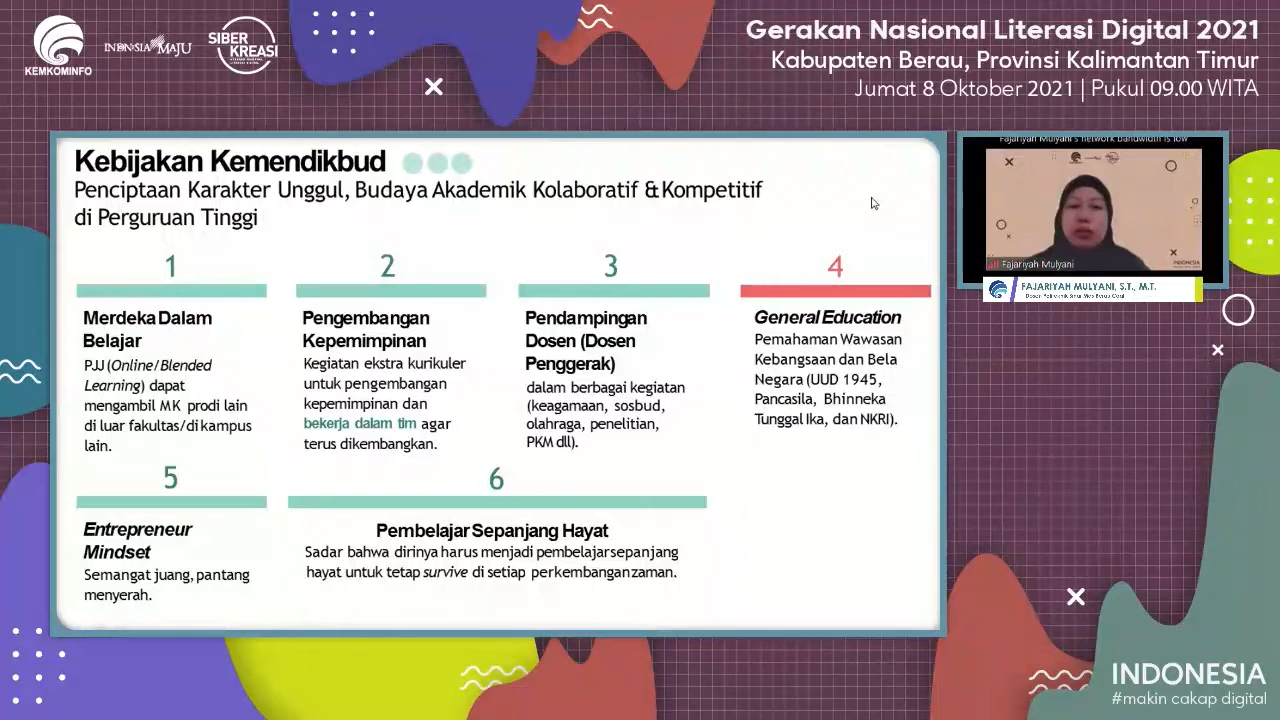 KEMKOMINFO
INDONESIA MAJU
SIBER
KREASI
Gerakan Nasional Literasi Digital 2021
Kabupaten Berau, Provinsi Kalimantan Timur
Jumat 8 Oktober 2021 | Pukul 09.00 WITA
Kebijakan Kemendikbud
Penciptaan Karakter Unggul, Budaya Akademik Kolaboratif & Kompetitif
di Perguruan Tinggi
1
Merdeka Dalam
Belajar
PJJ (Online/Blended
Learning) dapat
mengambil MK prodi lain
di luar fakultas/di kampus
lain.
2
Pengembangan
Kepemimpinan
Kegiatan ekstra kurikuler
untuk pengembangan
kepemimpinan dan
bekerja dalam tim agar
terus dikembangkan.
3
Pendampingan
Dosen (Dosen
Penggerak)
dalam berbagai kegiatan
(keagamaan, sosbud,
olahraga, penelitian,
PKM dll).
4
General Education
Pemahaman Wawasan
Kebangsaan dan Bela
Negara (UUD 1945,
Pancasila, Bhinneka
Tunggal Ika, dan NKRI).
5
Entrepreneur
Mindset
Semangat juang, pantang
menyerah.
6
Pembelajar Sepanjang Hayat
Sadar bahwa dirinya harus menjadi pembelajar sepanjang
hayat untuk tetap survive di setiap perkembangan zaman.
Fajariyah Mulyani's network bandwidth is low
INDONESIA
Fajariyah Mulyani
FAJARIYAH MULYANI, S.T., M.T.
INDONESIA
#makin cakap digital